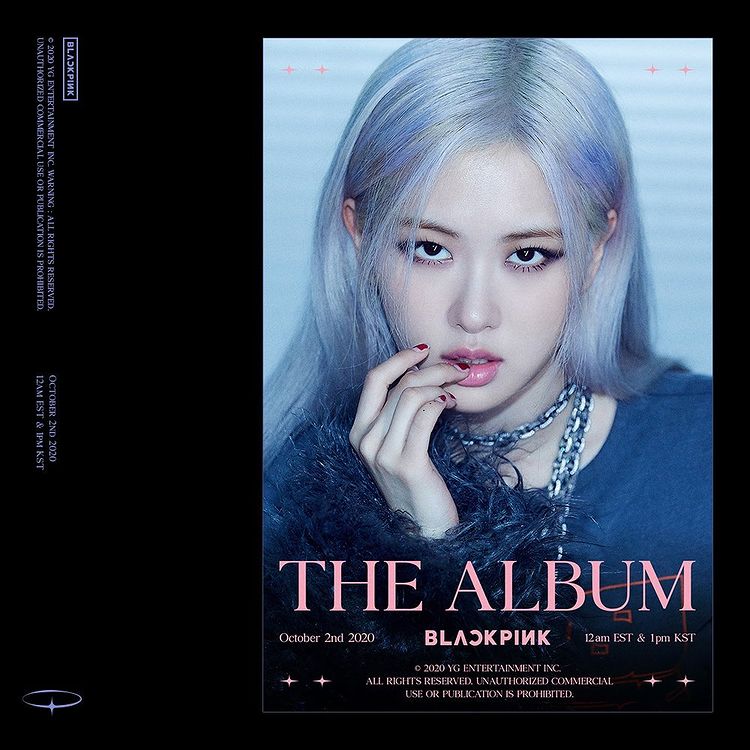 BLACKPINK
© 2020 YG ENTERTAINMENT INC. WARNING : ALL RIGHTS RESERVED.
UNAUTHORIZED COMMERCIAL USE OR PUBLICATION IS PROHIBITED.
OCTOBER 2ND 2020
12AM EST & 1PM KST
THE ALBUM
October 2nd 2020 BLACKPINK 12am EST & 1pm KST
© 2020 YG ENTERTAINMENT INC.
ALL RIGHTS RESERVED. UNAUTHORIZED COMMERCIAL
USE OR PUBLICATION IS PROHIBITED.